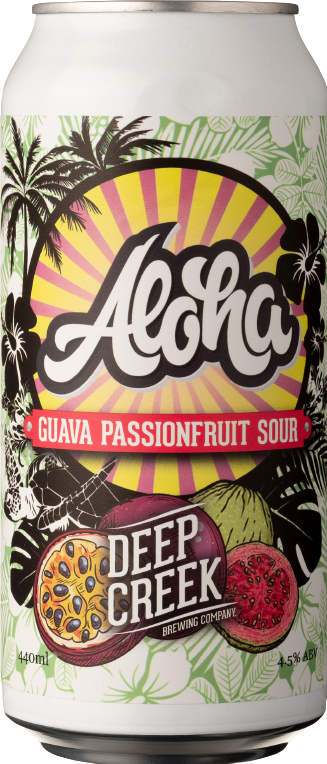 Aloha
GUAVA PASSIONFRUIT SOUR
DEEP
CREEK
BREWING COMPANY
440ml
4.5% ABV